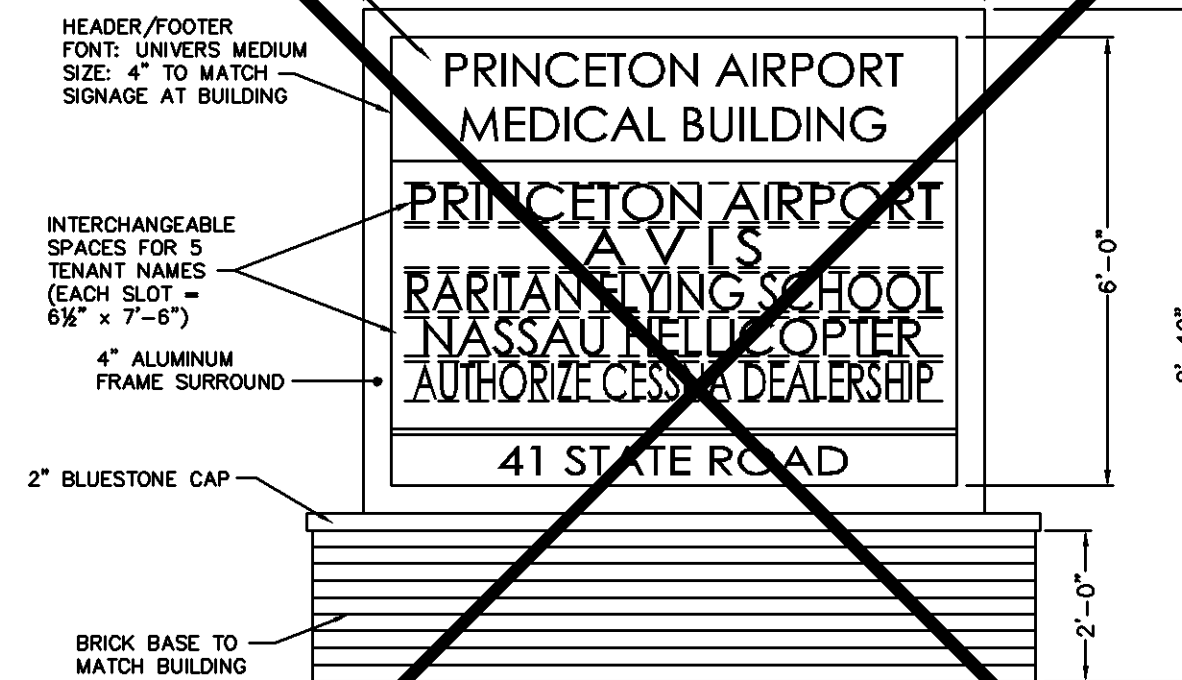 HEADER/FOOTER
FONT: UNIVERS MEDIUM
SIZE: 4" TO MATCH
SIGNAGE AT BUILDING
PRINCETON AIRPORT
MEDICAL BUILDING
PRINCETON AIRPORT
AVIS
RARITAN FLYING SCHOOL
NASSAU HELLICOPTER
AUTHORIZE CESSNA DEALERSHIP
41 STATE ROAD
INTERCHANGEABLE
SPACES FOR 5
TENANT NAMES
(EACH SLOT =
6½" x 7'-6")
4" ALUMINUM
FRAME SURROUND
2" BLUESTONE CAP
BRICK BASE TO
MATCH BUILDING
6'-0"
2'-0"